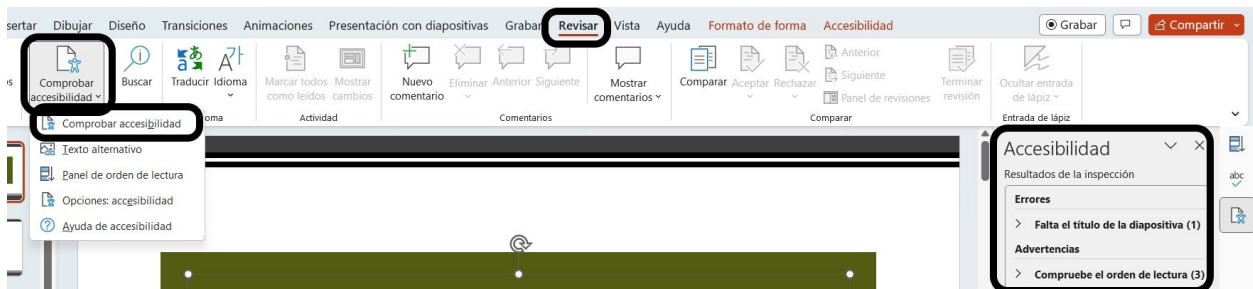 sertar Dibujar Diseño Transiciones Animaciones Presentación con diapositivas Grabar Revisar Vista Ayuda Formato de forma Accesibilidad Grabar Compartir
Comprobar accesibilidad
Buscar
Traducir Idioma
Marcar todos como leídos
Mostrar cambios
Nuevo comentario
Eliminar Anterior Siguiente
Mostrar comentarios
Comparar Aceptar Rechazar
Anterior
Siguiente
Panel de revisiones
Terminar revisión
Ocultar entrada de lápiz
oma
Actividad
Comentarios
Comparar
Entrada de lápiz
Comprobar accesibilidad
Texto alternativo
Panel de orden de lectura
Opciones: accesibilidad
Ayuda de accesibilidad
Accesibilidad
Resultados de la inspección
Errores
Falta el título de la diapositiva (1)
Advertencias
Compruebe el orden de lectura (3)
abc